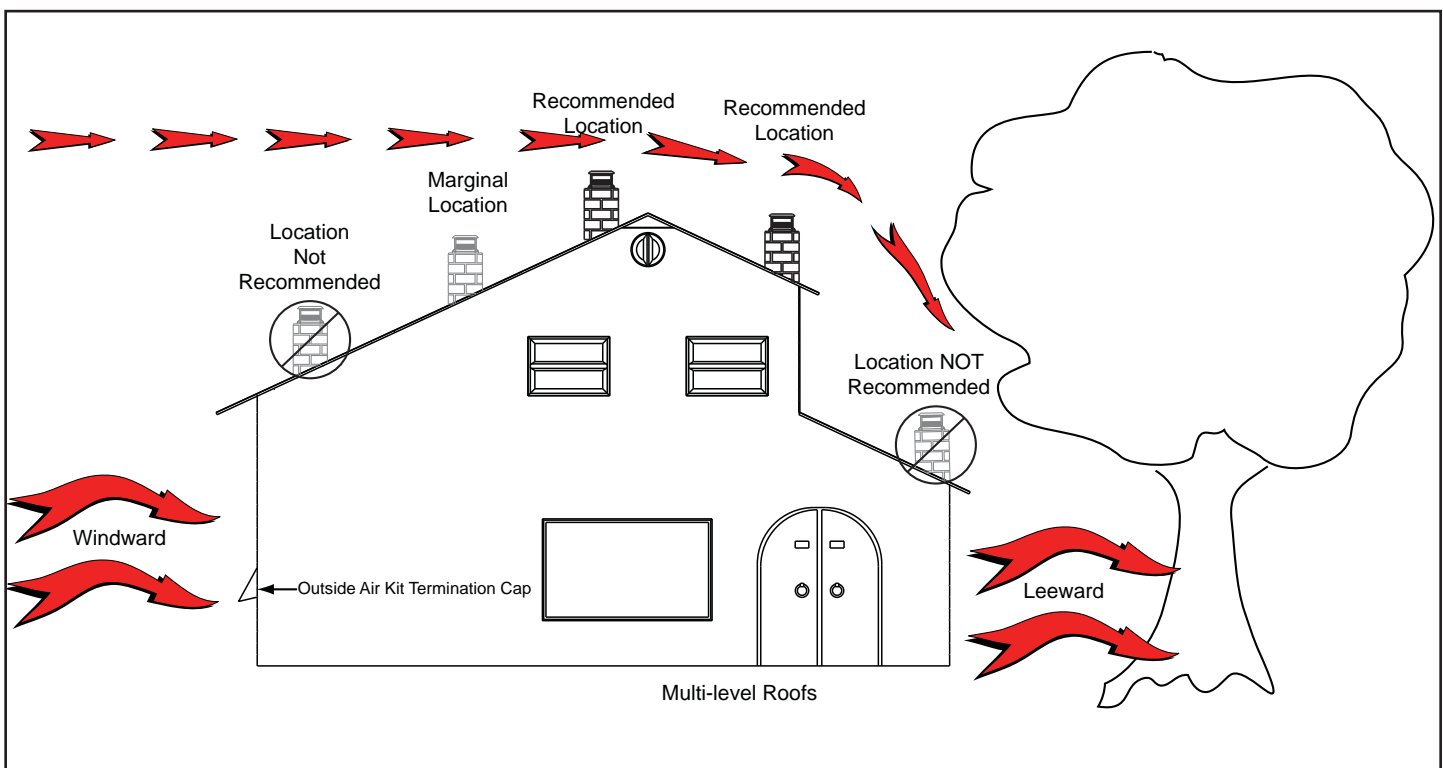 Recommended
Location
Recommended
Location
Marginal
Location
Location
Not
Recommended
Location NOT
Recommended
Windward
Outside Air Kit Termination Cap
Leeward
Multi-level Roofs